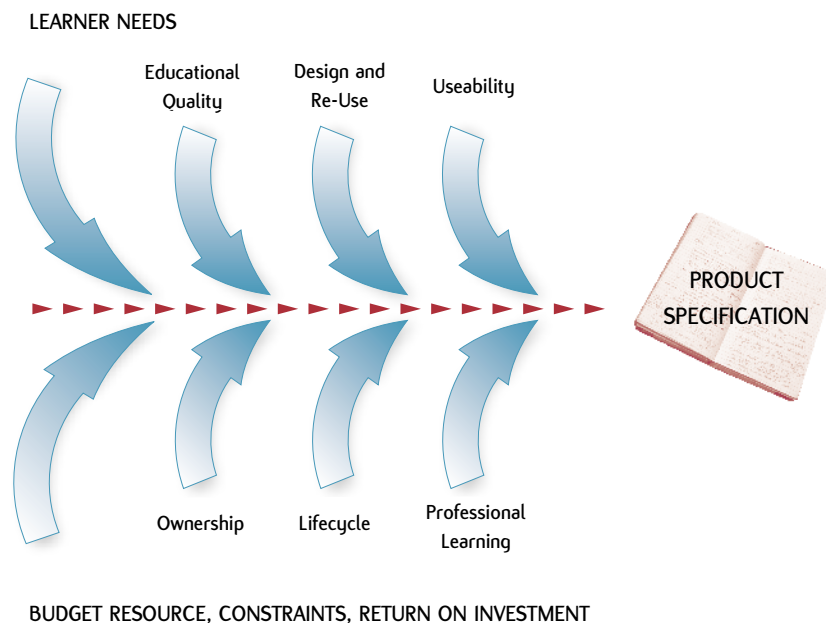 LEARNER NEEDS
Educational
Quality
Design and
Re-Use
Useability
PRODUCT
SPECIFICATION
Ownership
Lifecycle
Professional
Learning
BUDGET RESOURCE, CONSTRAINTS, RETURN ON INVESTMENT